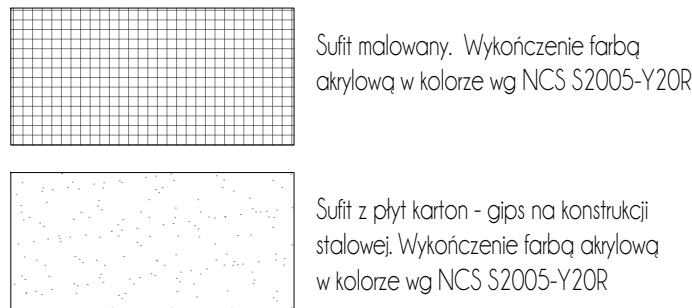 Sufit malowany. Wykończenie farbą
akrylową w kolorze wg NCS S2005-Y20R
Sufit z płyt karton - gips na konstrukcji
stalowej. Wykończenie farbą akrylową
w kolorze wg NCS S2005-Y20R